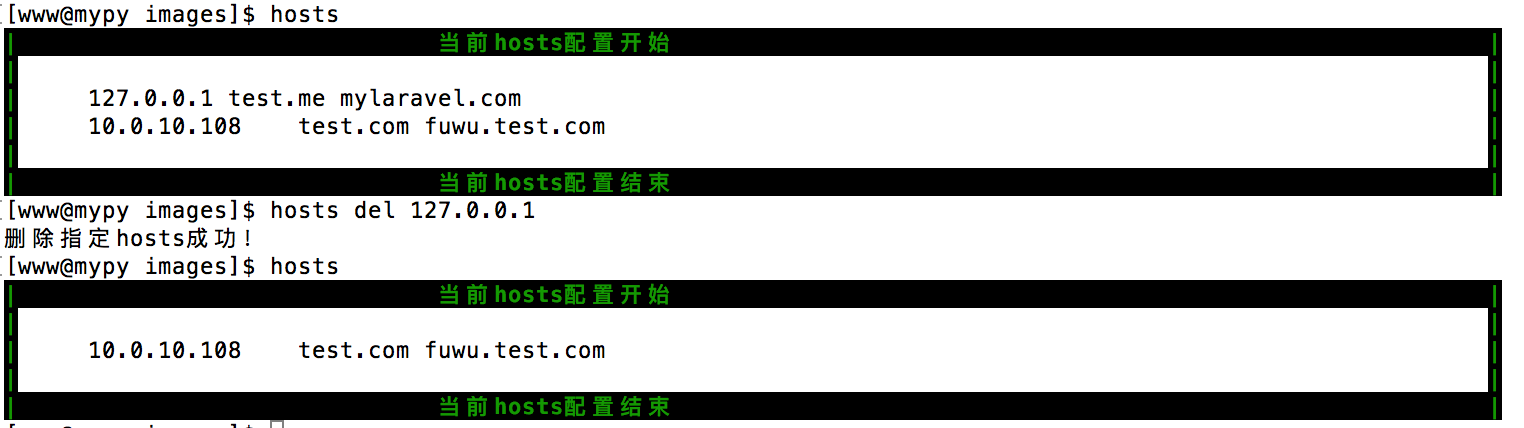 [www@mypy images]$ hosts
当前hosts配置开始
127.0.0.1 test.me mylaravel.com
10.0.10.108    test.com fuwu.test.com
当前hosts配置结束
[www@mypy images]$ hosts del 127.0.0.1
删除指定hosts成功!
[www@mypy images]$ hosts
当前hosts配置开始
10.0.10.108    test.com fuwu.test.com
当前hosts配置结束